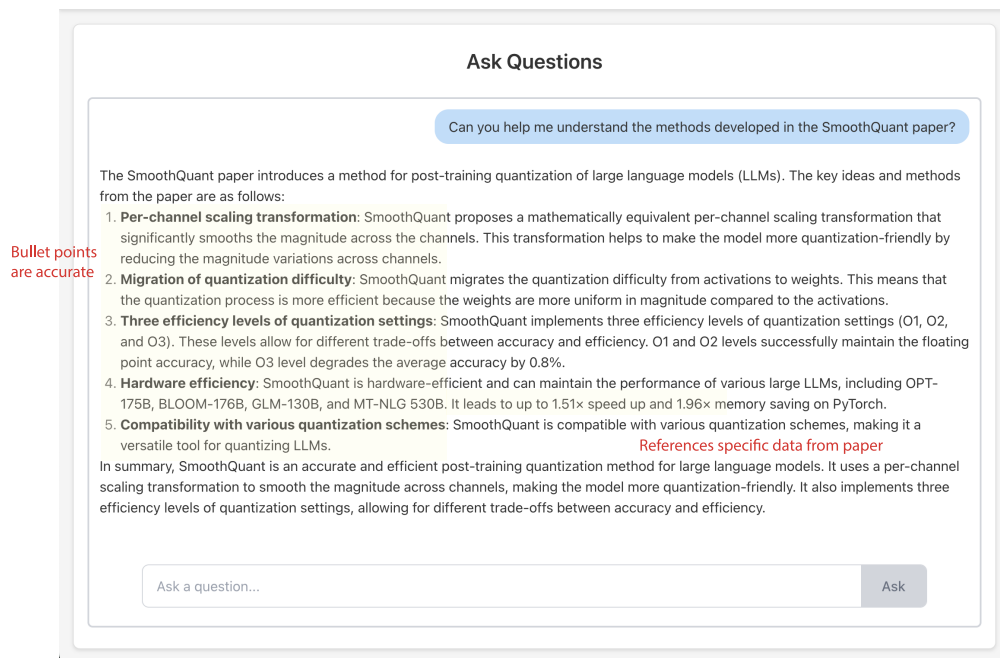 Ask Questions
Can you help me understand the methods developed in the SmoothQuant paper?
The SmoothQuant paper introduces a method for post-training quantization of large language models (LLMs). The key ideas and methods
from the paper are as follows:
1. Per-channel scaling transformation: SmoothQuant proposes a mathematically equivalent per-channel scaling transformation that
significantly smooths the magnitude across the channels. This transformation helps to make the model more quantization-friendly by
reducing the magnitude variations across channels.
Bullet points
are accurate
2. Migration of quantization difficulty: SmoothQuant migrates the quantization difficulty from activations to weights. This means that
the quantization process is more efficient because the weights are more uniform in magnitude compared to the activations.
3. Three efficiency levels of quantization settings: SmoothQuant implements three efficiency levels of quantization settings (O1, O2,
and O3). These levels allow for different trade-offs between accuracy and efficiency. O1 and O2 levels successfully maintain the floating
point accuracy, while O3 level degrades the average accuracy by 0.8%.
4. Hardware efficiency: SmoothQuant is hardware-efficient and can maintain the performance of various large LLMs, including OPT-
175B, BLOOM-176B, GLM-130B, and MT-NLG 530B. It leads to up to 1.51× speed up and 1.96× memory saving on PyTorch.
5. Compatibility with various quantization schemes: SmoothQuant is compatible with various quantization schemes, making it a
versatile tool for quantizing LLMs.
References specific data from paper
In summary, SmoothQuant is an accurate and efficient post-training quantization method for large language models. It uses a per-channel
scaling transformation to smooth the magnitude across channels, making the model more quantization-friendly. It also implements three
efficiency levels of quantization settings, allowing for different trade-offs between accuracy and efficiency.
Ask a question...
Ask